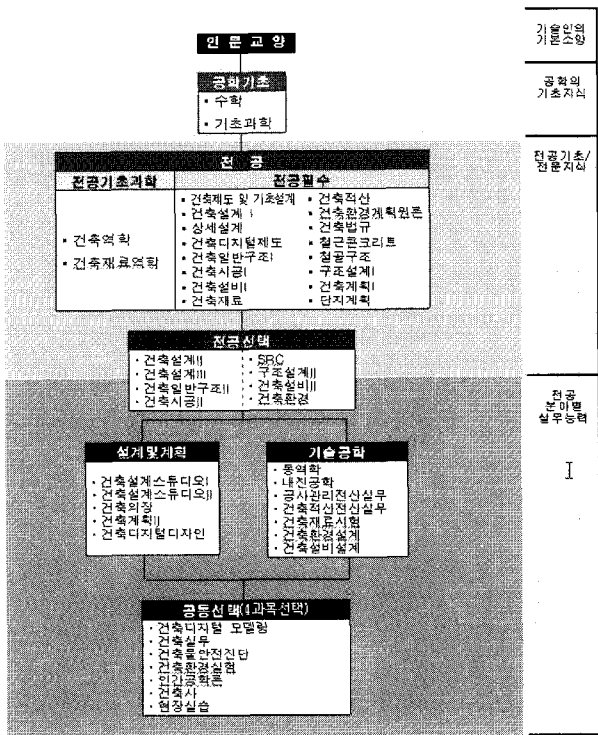 인문교양
기술인의
기본소양
공학기초
• 수학
• 기초과학
공학의
기초지식
전 공
전공기초/
전문지식
전공기초과학
전공필수
• 건축역학
• 건축재료역학
• 건축제도 및 기초설계
• 건축설계 I
• 상세설계
• 건축디지털제도
• 건축일반구조I
• 건축시공I
• 건축설비I
• 건축재료
• 건축적산
• 건축환경계획원론
• 건축법규
• 철근콘크리트
• 철골구조
• 구조설계I
• 건축계획I
• 단지계획
전공선택
• 건축설계II
• 건축설계III
• 건축일반구조II
• 건축시공II
• SRC
• 구조설계II
• 건축설비II
• 건축환경
전공
분야별
실무능력
I
설계및계획
• 건축설계스튜디오I
• 건축설계스튜디오II
• 건축의장
• 건축계획II
• 건축디지털디자인
기술공학
• 동역학
• 내진공학
• 공사관리전산실무
• 건축적산전산실무
• 건축재료시험
• 건축환경설계
• 건축설비설계
공통선택(4과목선택)
• 건축디지털 모델링
• 건축실무
• 건축물안전진단
• 건축환경실험
• 인간공학론
• 건축사
• 현장실습